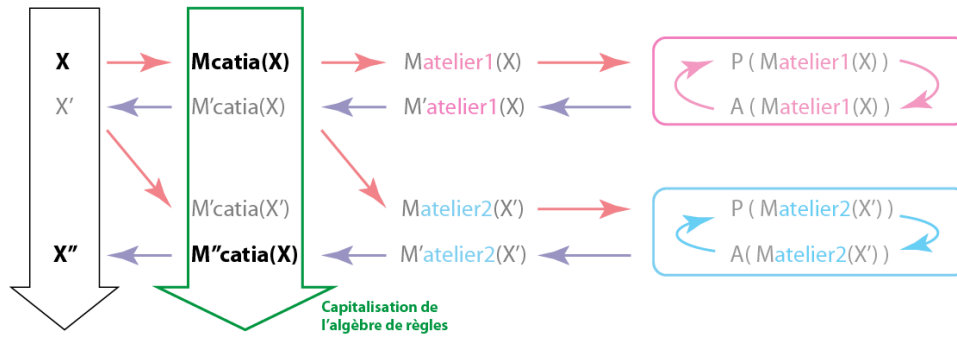 X Mcatia(X) Matelier1(X) P ( Matelier1(X) )
X' M'catia(X) M'atelier1(X) A ( Matelier1(X) )
M'catia(X') Matelier2(X') P ( Matelier2(X') )
X" M"catia(X) M'atelier2(X') A( Matelier2(X') )
Capitalisation de
l'algèbre de règles